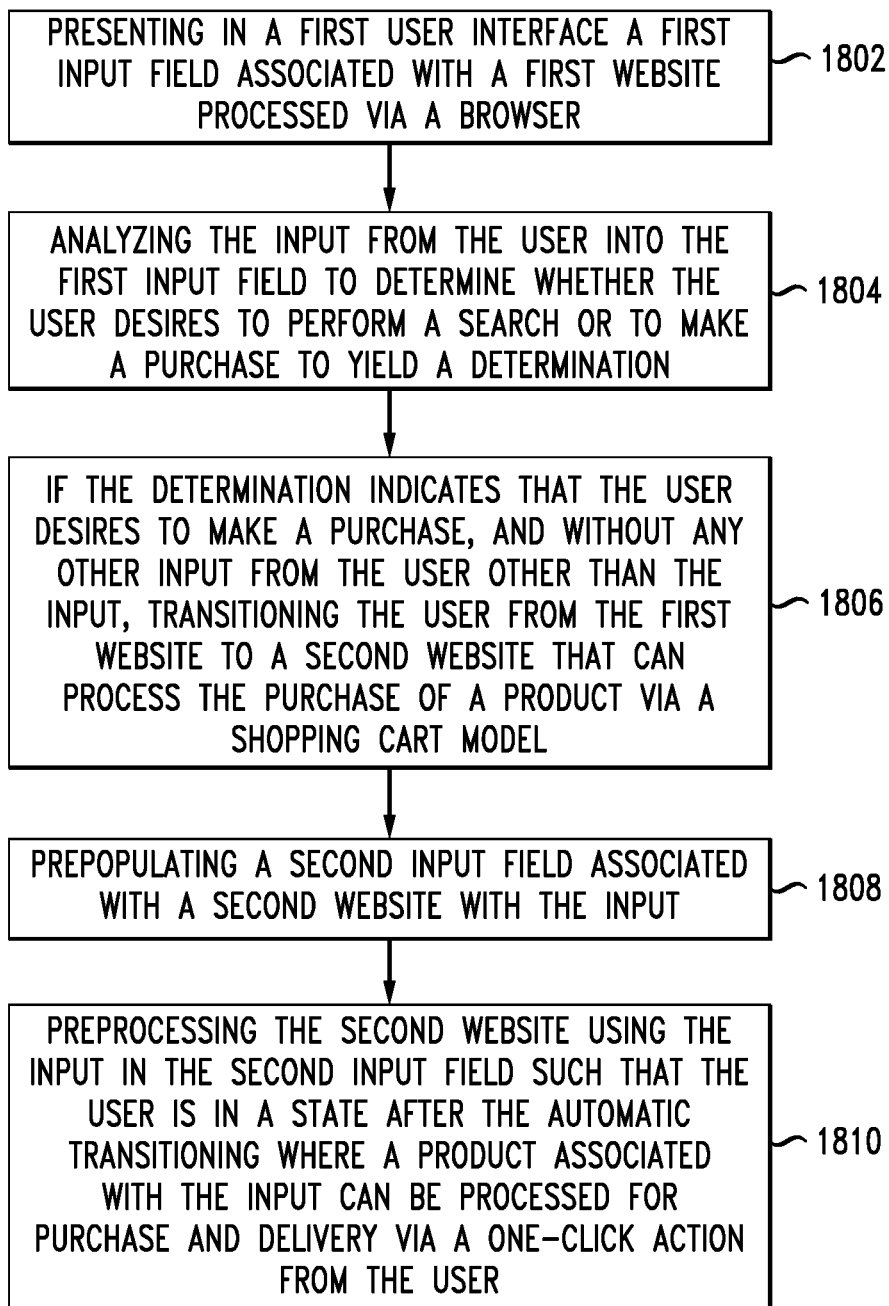 PRESENTING IN A FIRST USER INTERFACE A FIRST
INPUT FIELD ASSOCIATED WITH A FIRST WEBSITE
PROCESSED VIA A BROWSER
1802
ANALYZING THE INPUT FROM THE USER INTO THE
FIRST INPUT FIELD TO DETERMINE WHETHER THE
USER DESIRES TO PERFORM A SEARCH OR TO MAKE
A PURCHASE TO YIELD A DETERMINATION
1804
IF THE DETERMINATION INDICATES THAT THE USER
DESIRES TO MAKE A PURCHASE, AND WITHOUT ANY
OTHER INPUT FROM THE USER OTHER THAN THE
INPUT, TRANSITIONING THE USER FROM THE FIRST
WEBSITE TO A SECOND WEBSITE THAT CAN
PROCESS THE PURCHASE OF A PRODUCT VIA A
SHOPPING CART MODEL
1806
PREPOPULATING A SECOND INPUT FIELD ASSOCIATED
WITH A SECOND WEBSITE WITH THE INPUT
1808
PREPROCESSING THE SECOND WEBSITE USING THE
INPUT IN THE SECOND INPUT FIELD SUCH THAT THE
USER IS IN A STATE AFTER THE AUTOMATIC
TRANSITIONING WHERE A PRODUCT ASSOCIATED
WITH THE INPUT CAN BE PROCESSED FOR
PURCHASE AND DELIVERY VIA A ONE-CLICK ACTION
FROM THE USER
1810